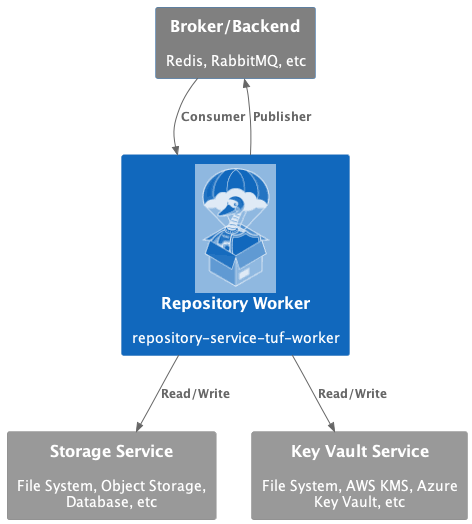 Broker/Backend
Redis, RabbitMQ, etc
Consumer
Publisher
Repository Worker
repository-service-tuf-worker
Read/Write
Read/Write
Storage Service
File System, Object Storage,
Database, etc
Key Vault Service
File System, AWS KMS, Azure
Key Vault, etc